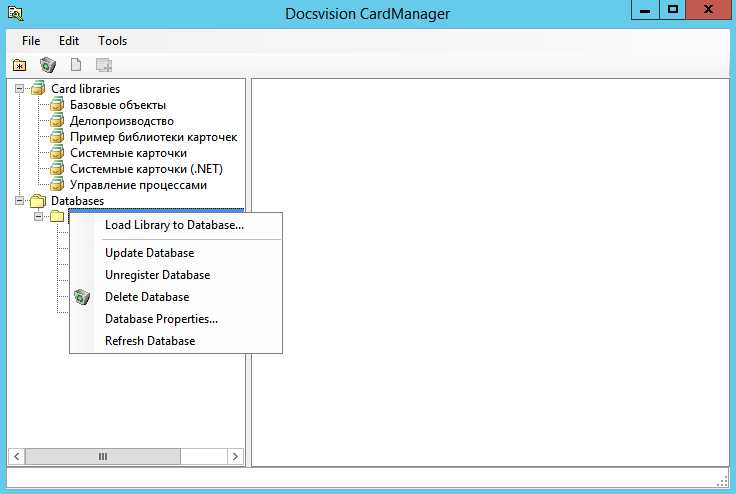 Docsvision CardManager
File Edit Tools
Card libraries
Базовые объекты
Делопроизводство
Пример библиотеки карточек
Системные карточки
Системные карточки (.NET)
Управление процессами
Databases
Load Library to Database...
Update Database
Unregister Database
Delete Database
Database Properties...
Refresh Database